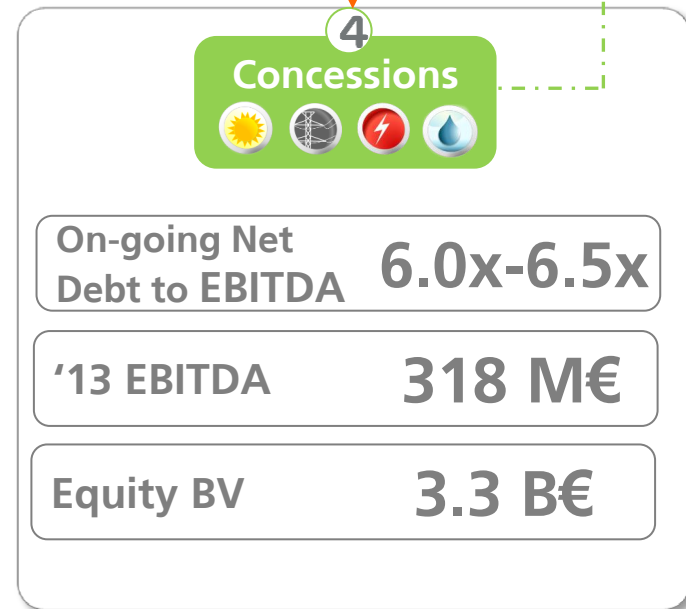 4
Concessions
On-going Net
Debt to EBITDA
6.0x-6.5x
‘13 EBITDA
318 M€
Equity BV
3.3 B€